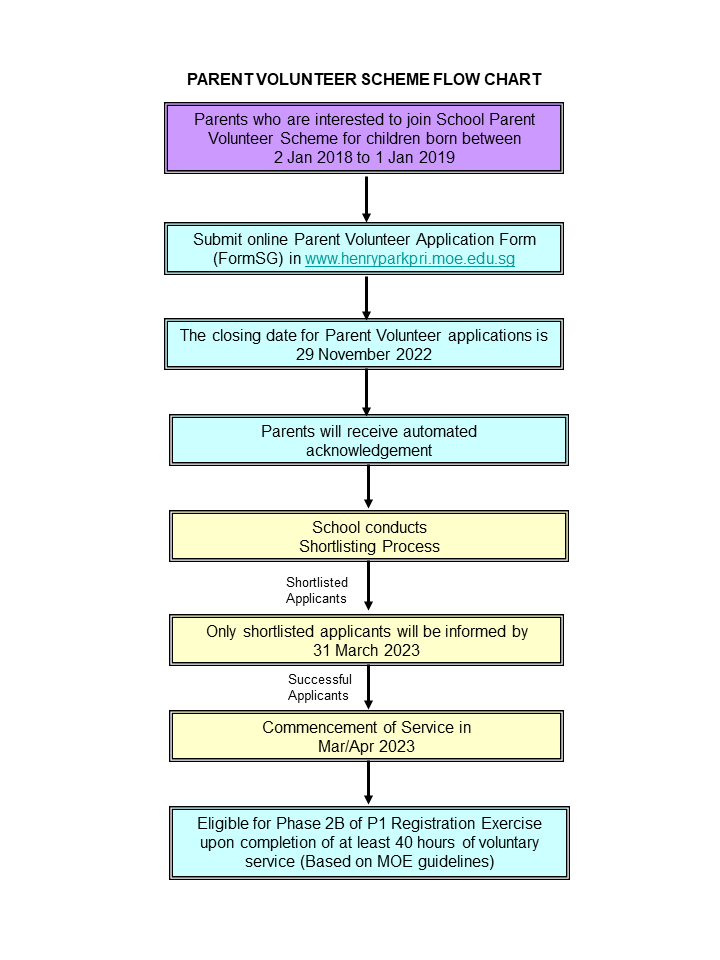 PARENT VOLUNTEER SCHEME FLOW CHART
Parents who are interested to join School Parent
Volunteer Scheme for children born between
2 Jan 2018 to 1 Jan 2019
Submit online Parent Volunteer Application Form
(FormSG) in www.henryparkpri.moe.edu.sg
The closing date for Parent Volunteer applications is
29 November 2022
Parents will receive automated
acknowledgement
School conducts
Shortlisting Process
Shortlisted
Applicants
Only shortlisted applicants will be informed by
31 March 2023
Successful
Applicants
Commencement of Service in
Mar/Apr 2023
Eligible for Phase 2B of P1 Registration Exercise
upon completion of at least 40 hours of voluntary
service (Based on MOE guidelines)